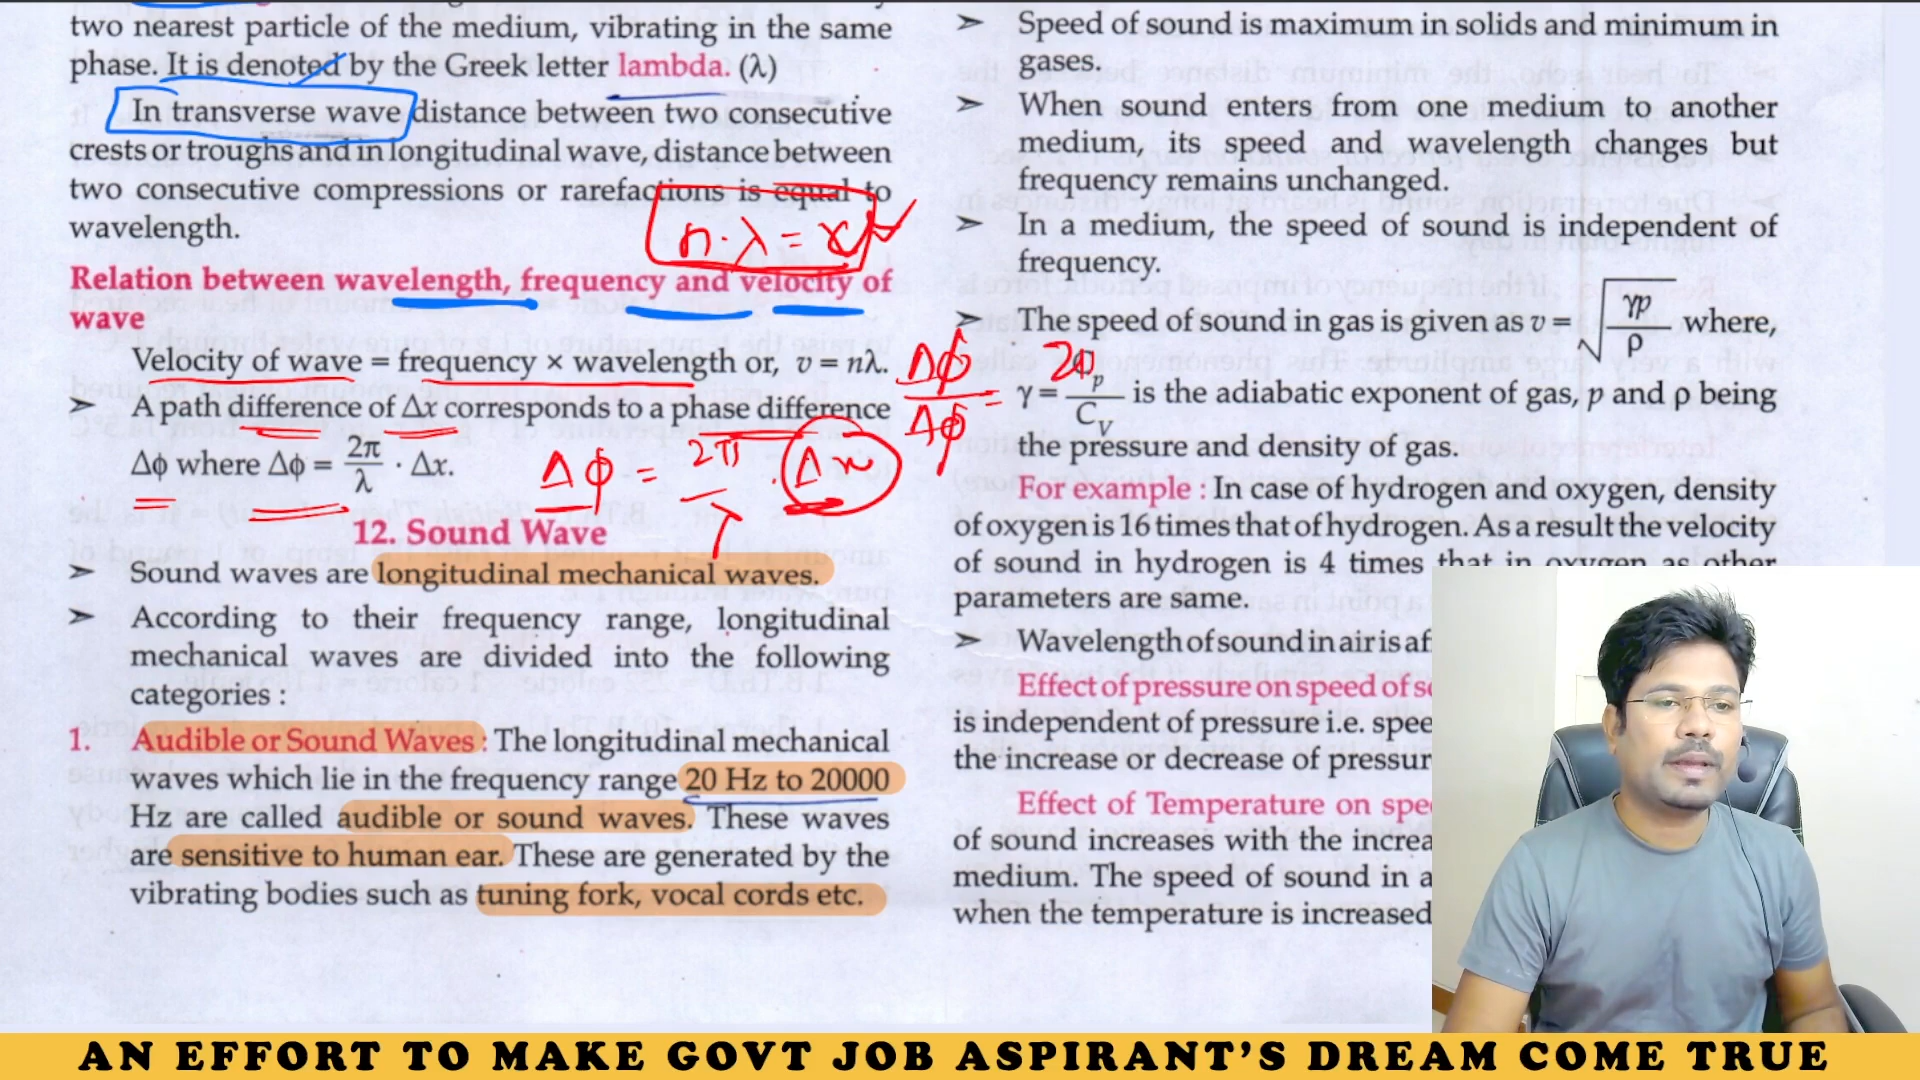 two nearest particle of the medium, vibrating in the same
phase. It is denoted by the Greek letter lambda. (λ)
In transverse wave distance between two consecutive
crests or troughs and in longitudinal wave, distance between
two consecutive compressions or rarefactions is equal to
wavelength.
n·λ = x
Relation between wavelength, frequency and velocity of
wave
Velocity of wave = frequency × wavelength or, v = nλ.
➢ A path difference of Δx corresponds to a phase difference
Δϕ where Δϕ = 2π/λ · Δx.
Δϕ = 2π/λ · Δx
12. Sound Wave
➢ Sound waves are longitudinal mechanical waves.
➢ According to their frequency range, longitudinal
mechanical waves are divided into the following
categories :
1. Audible or Sound Waves : The longitudinal mechanical
waves which lie in the frequency range 20 Hz to 20000
Hz are called audible or sound waves. These waves
are sensitive to human ear. These are generated by the
vibrating bodies such as tuning fork, vocal cords etc.
➢ Speed of sound is maximum in solids and minimum in
gases.
➢ When sound enters from one medium to another
medium, its speed and wavelength changes but
frequency remains unchanged.
➢ In a medium, the speed of sound is independent of
frequency.
➢ The speed of sound in gas is given as v = √(γp/ρ) where,
Δϕ/Δϕ =
γ = p/Cv is the adiabatic exponent of gas, p and ρ being
the pressure and density of gas.
For example : In case of hydrogen and oxygen, density
of oxygen is 16 times that of hydrogen. As a result the velocity
of sound in hydrogen is 4 times that in oxygen as other
parameters are same.
➢ Wavelength of sound in air is af
Effect of pressure on speed of so
is independent of pressure i.e. spee
the increase or decrease of pressur
Effect of Temperature on spe
of sound increases with the increa
medium. The speed of sound in a
when the temperature is increased
AN EFFORT TO MAKE GOVT JOB ASPIRANT'S DREAM COME TRUE